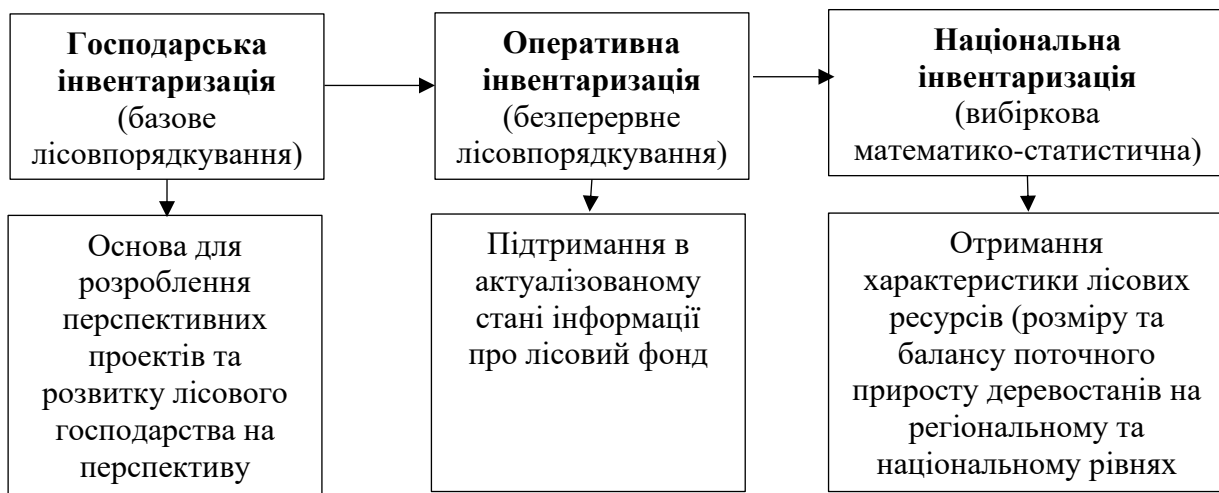 Господарська
інвентаризація
(базове
лісовпорядкування)
Оперативна
інвентаризація
(безперервне
лісовпорядкування)
Національна
інвентаризація
(вибіркова
математико-статистична)
Основа для
розроблення
перспективних
проектів та
розвитку лісового
господарства на
перспективу
Підтримання в
актуалізованому
стані інформації
про лісовий фонд
Отримання
характеристики лісових
ресурсів (розміру та
балансу поточного
приросту деревостанів на
регіональному та
національному рівнях